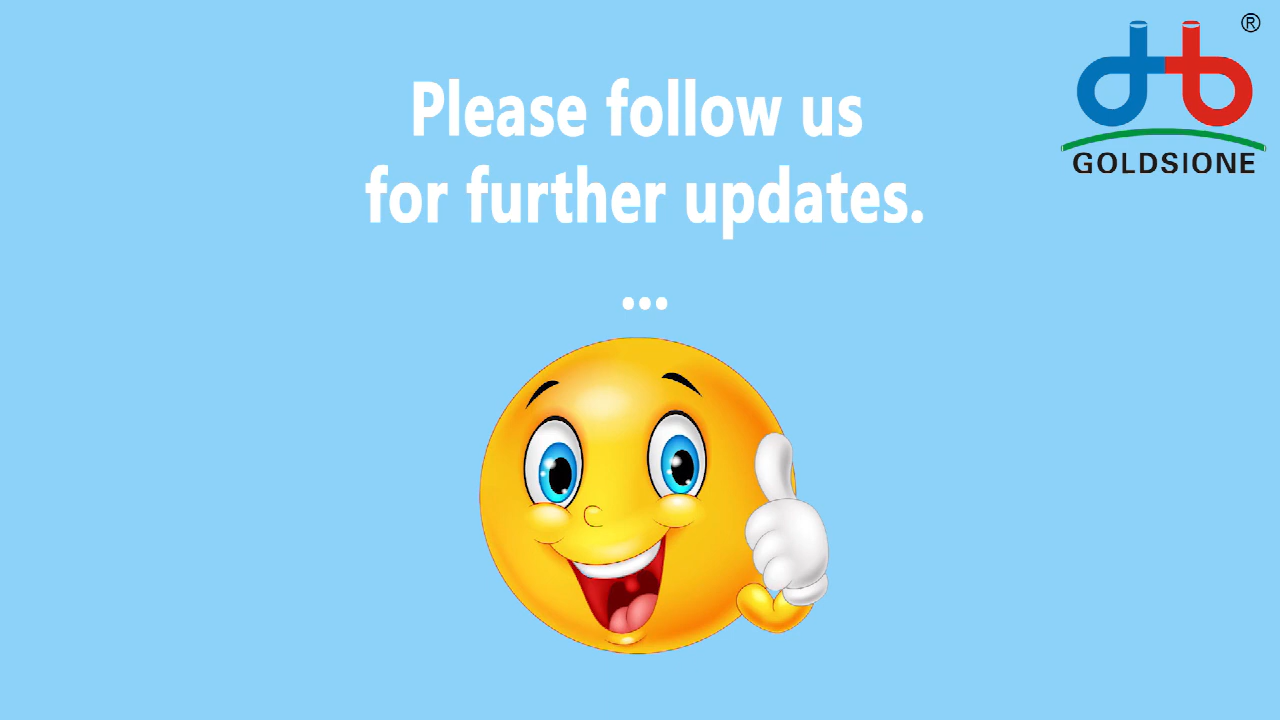 Please follow us
for further updates.
...
®
GOLDSIONE